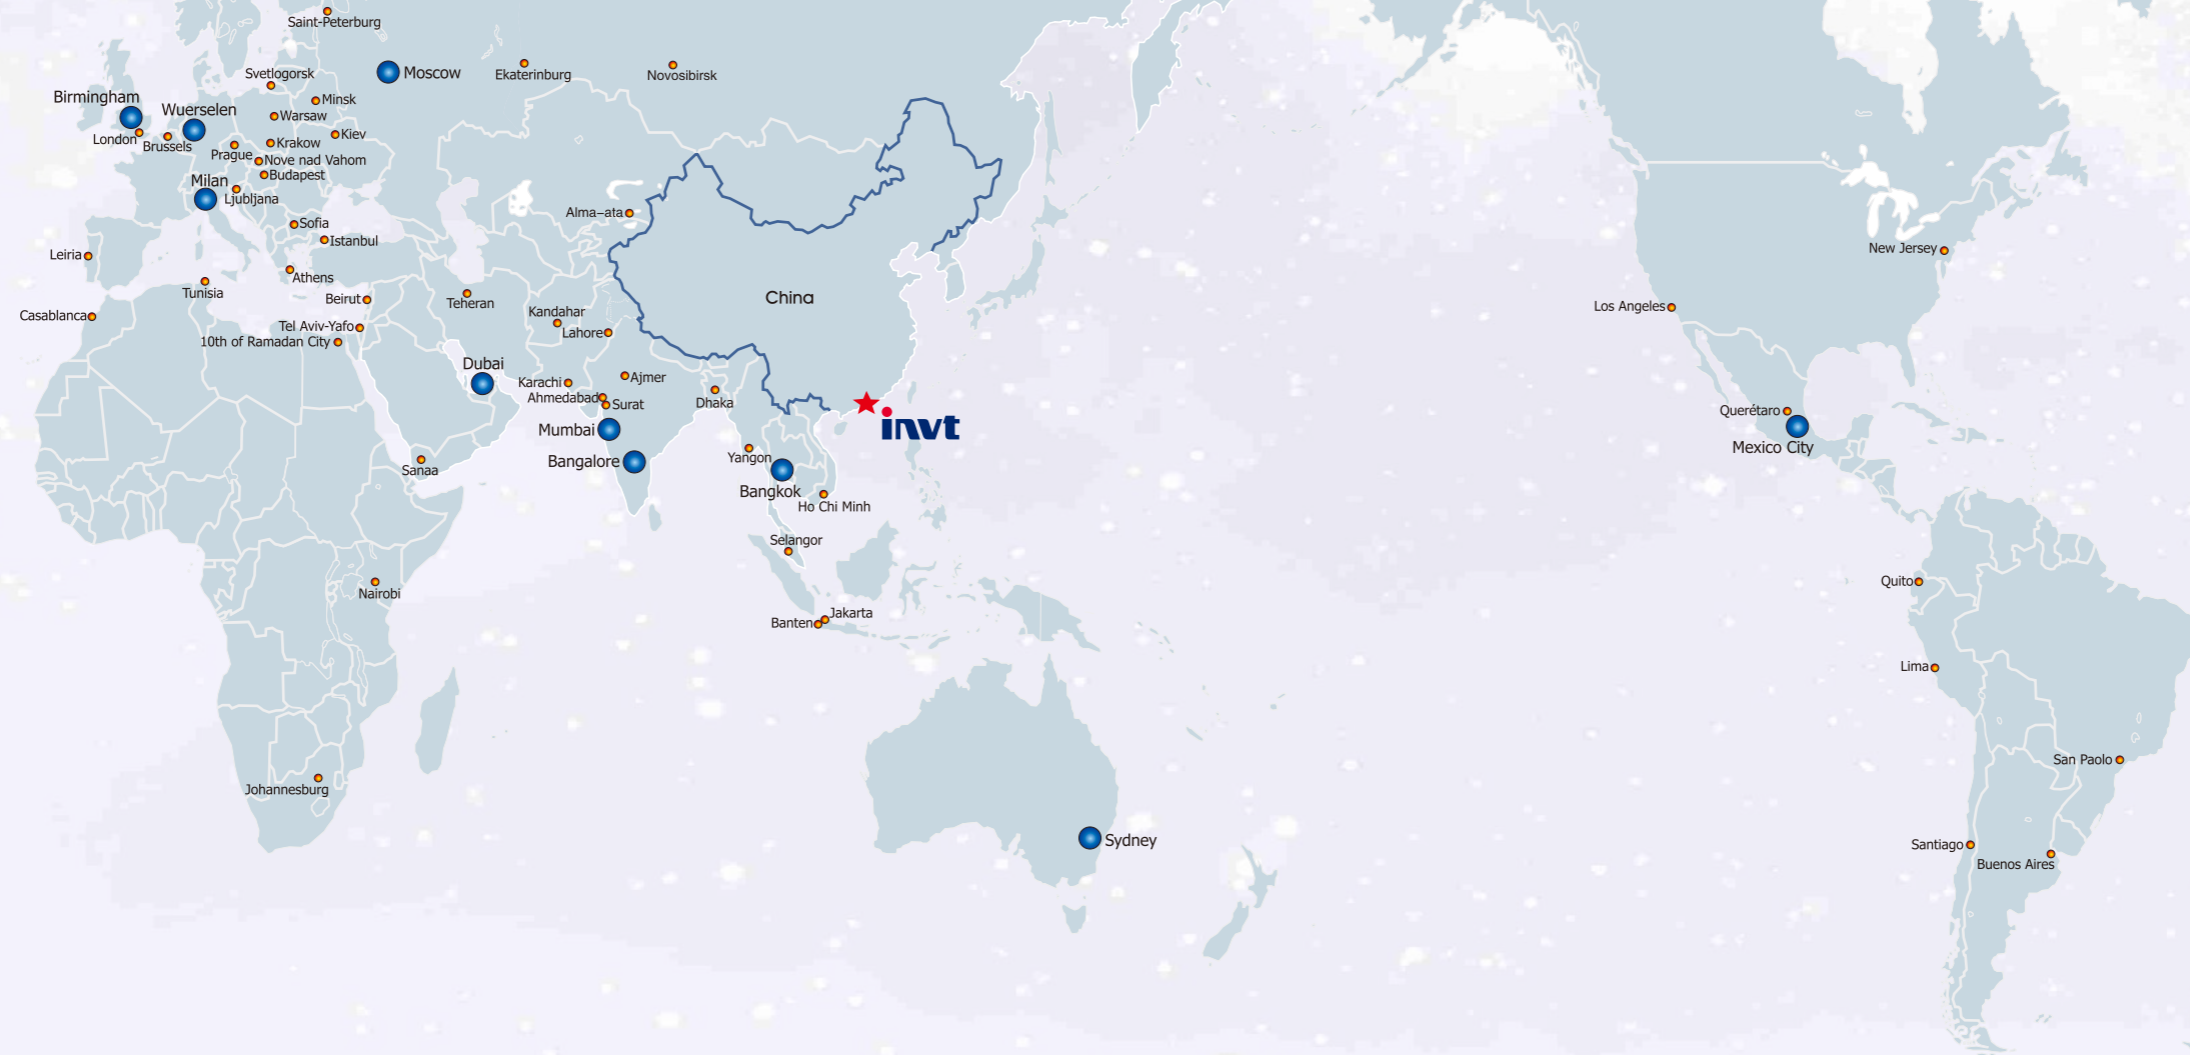 Saint-Peterburg
Moscow
Ekaterinburg
Novosibirsk
Svetlogorsk
Birmingham
Wuerselen
Minsk
Warsaw
London
Brussels
Kiev
Krakow
Prague
Nove nad Vahom
Budapest
Milan
Ljubljana
Alma-ata
Sofia
Istanbul
New Jersey
Leiria
Athens
Tunisia
Beirut
Teheran
China
Los Angeles
Casablanca
Kandahar
Tel Aviv-Yafo
Lahore
10th of Ramadan City
Dubai
Ajmer
Karachi
Ahmedabad
Surat
Dhaka
invt
Querétaro
Mumbai
Mexico City
Bangalore
Yangon
Sanaa
Bangkok
Ho Chi Minh
Selangor
Quito
Nairobi
Jakarta
Banten
Lima
San Paolo
Johannesburg
Sydney
Santiago
Buenos Aires